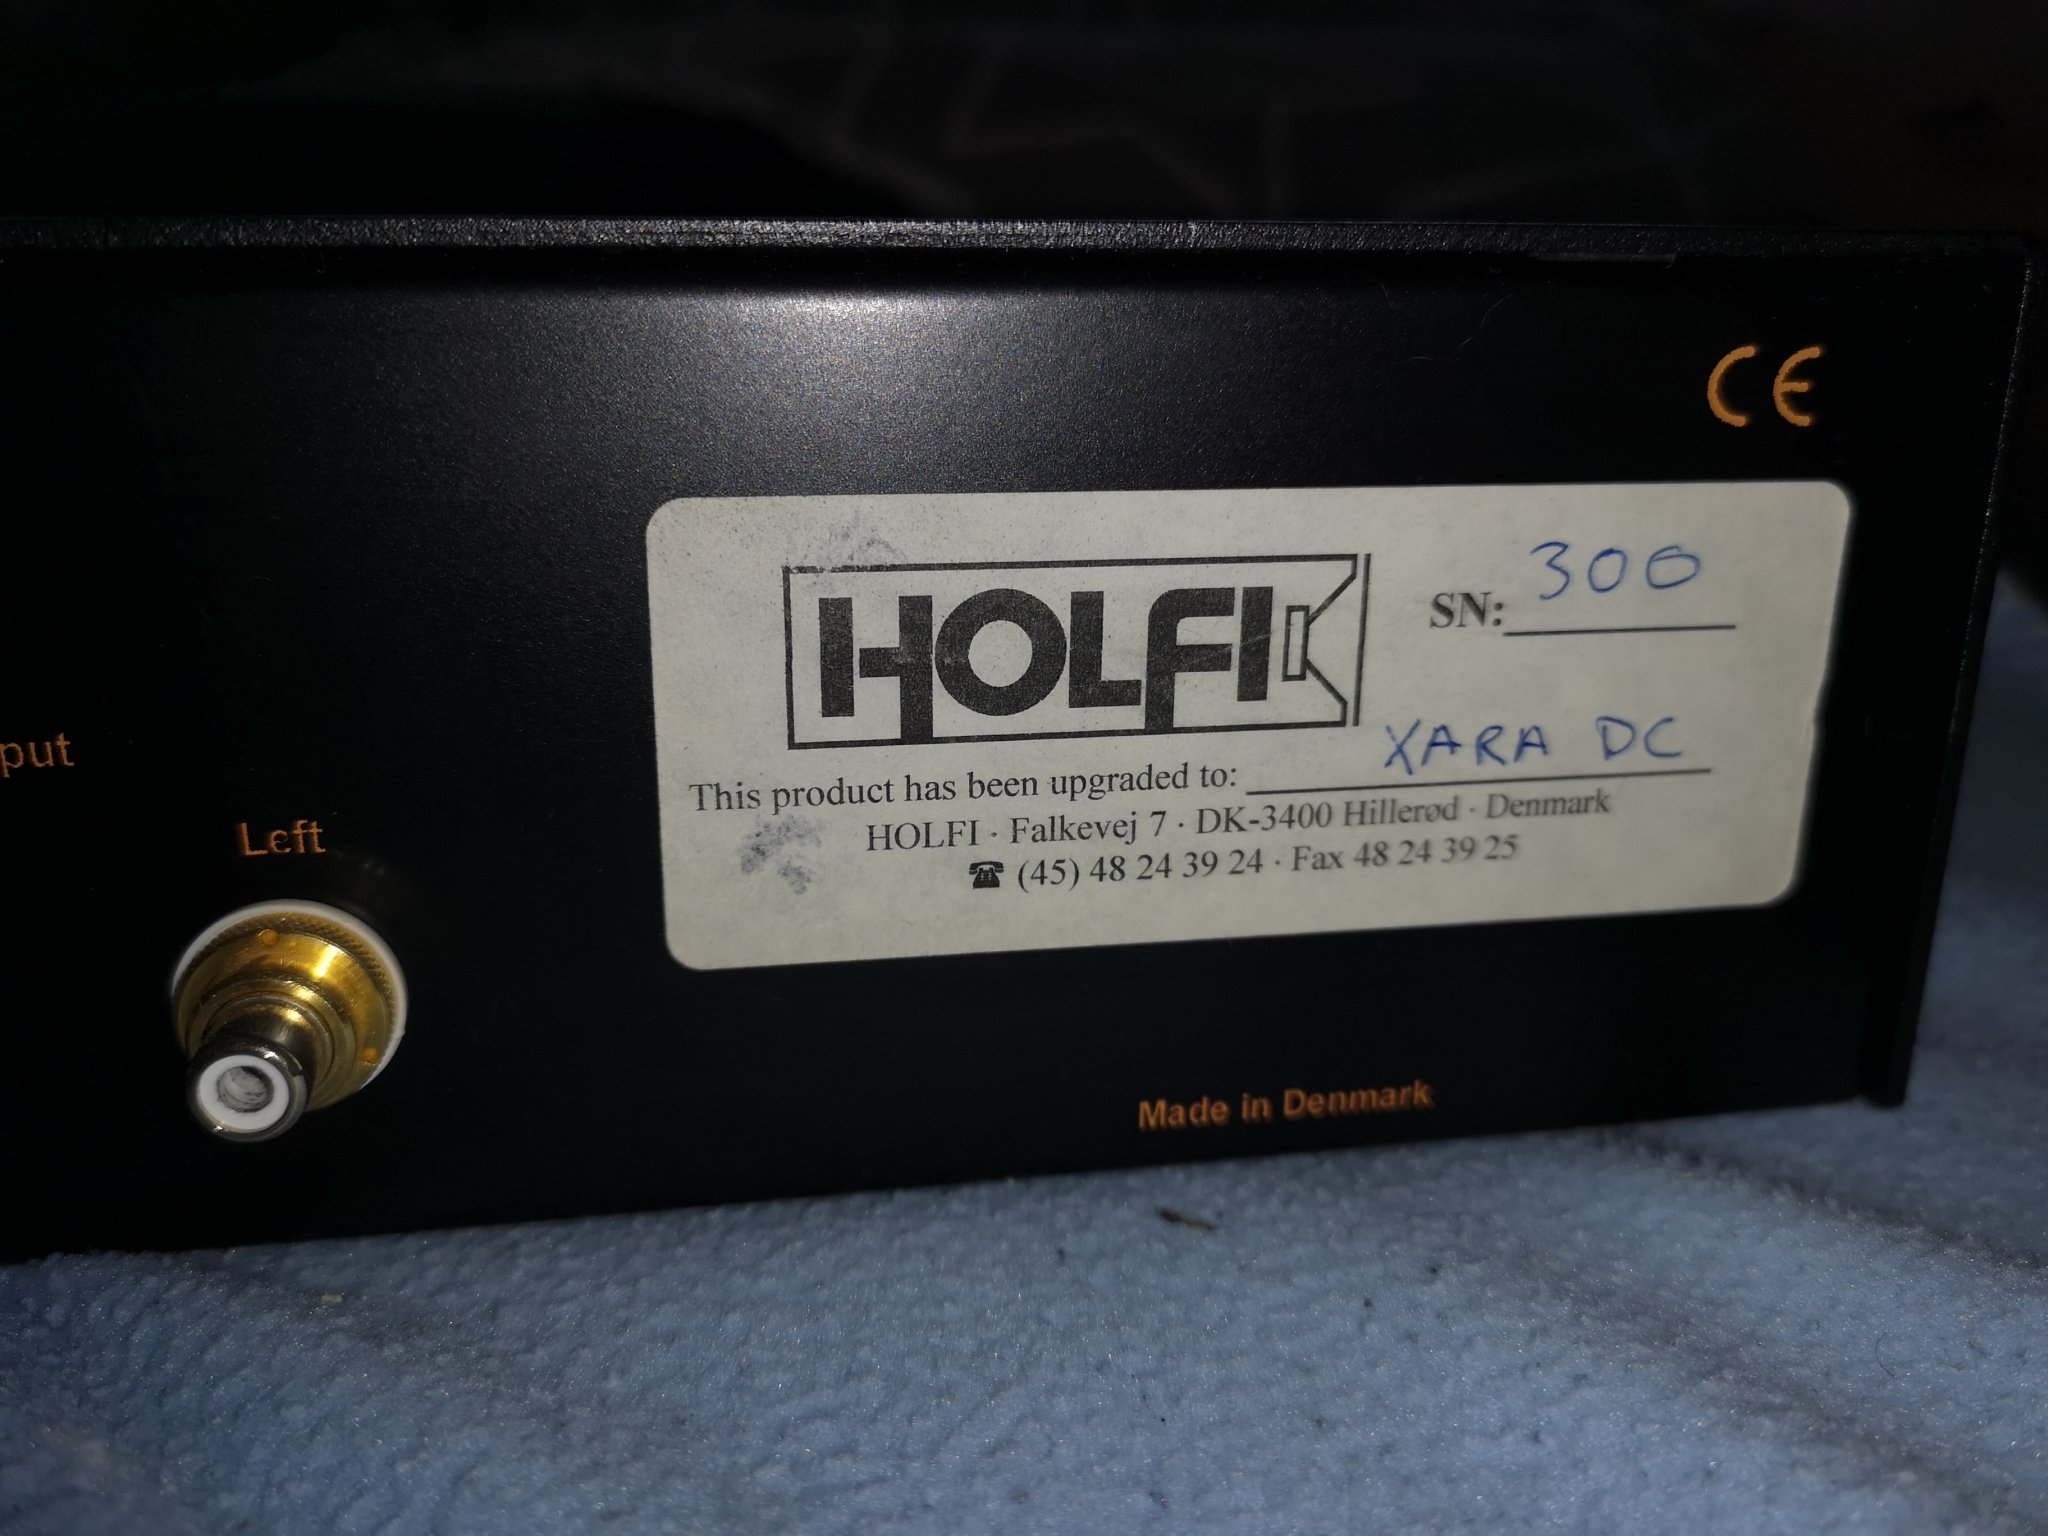 CE
HOLFI
SN: 300
This product has been upgraded to: XARA DC
HOLFI · Falkevej 7 · DK-3400 Hillerød · Denmark
☎ (45) 48 24 39 24 · Fax 48 24 39 25
put
Left
Made in Denmark